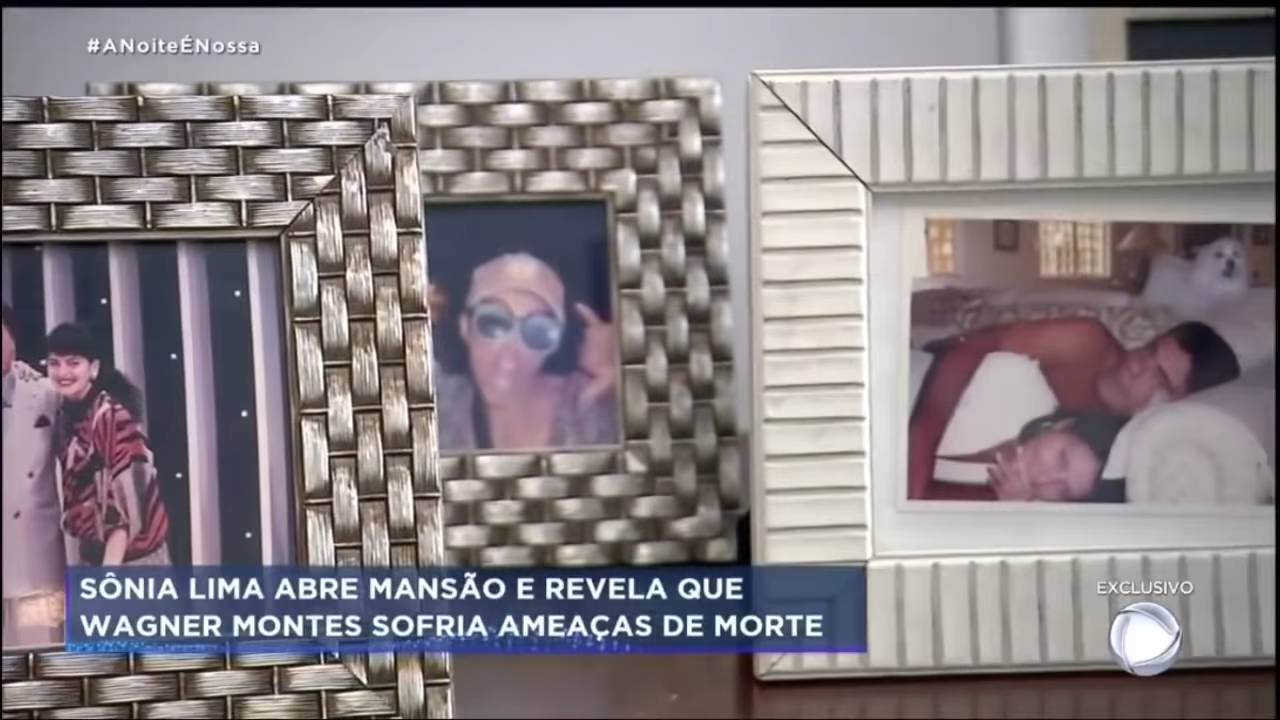 #ANoiteÉNossa
SÔNIA LIMA ABRE MANSÃO E REVELA QUE
WAGNER MONTES SOFRIA AMEAÇAS DE MORTE
EXCLUSIVO